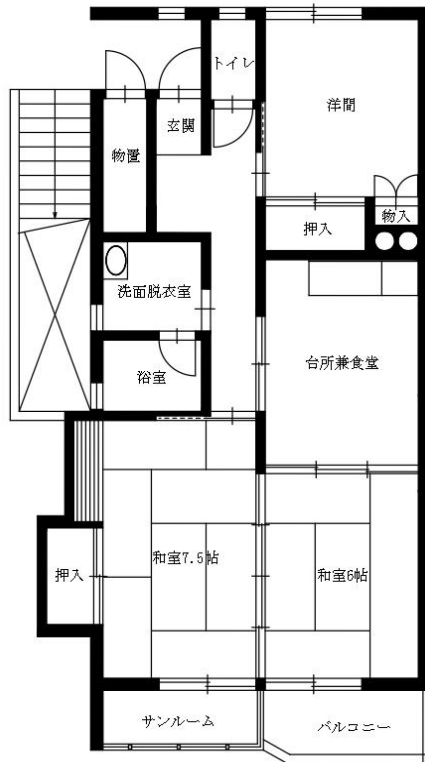 トイレ
洋間
玄関
物置
物入
押入
洗面脱衣室
台所兼食堂
浴室
和室7.5帖
押入
和室6帖
サンルーム
バルコニー